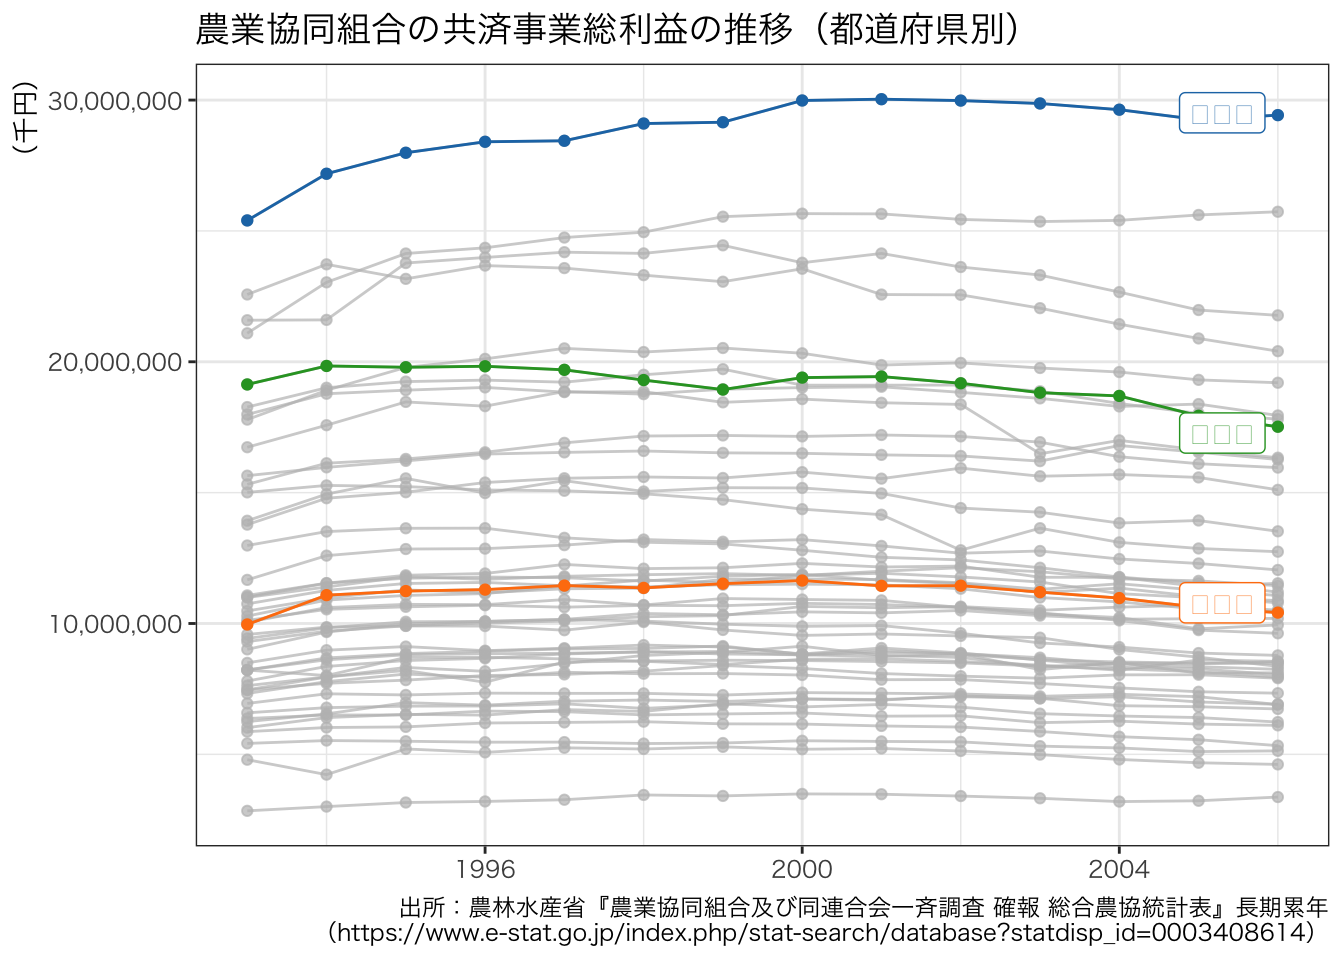 農業協同組合の共済事業総利益の推移（都道府県別）
（千円）
30,000,000
20,000,000
10,000,000
1996
2000
2004
出所：農林水産省『農業協同組合及び同連合会一斉調査 確報 総合農協統計表』長期累年
（https://www.e-stat.go.jp/index.php/stat-search/database?statdisp_id=0003408614）